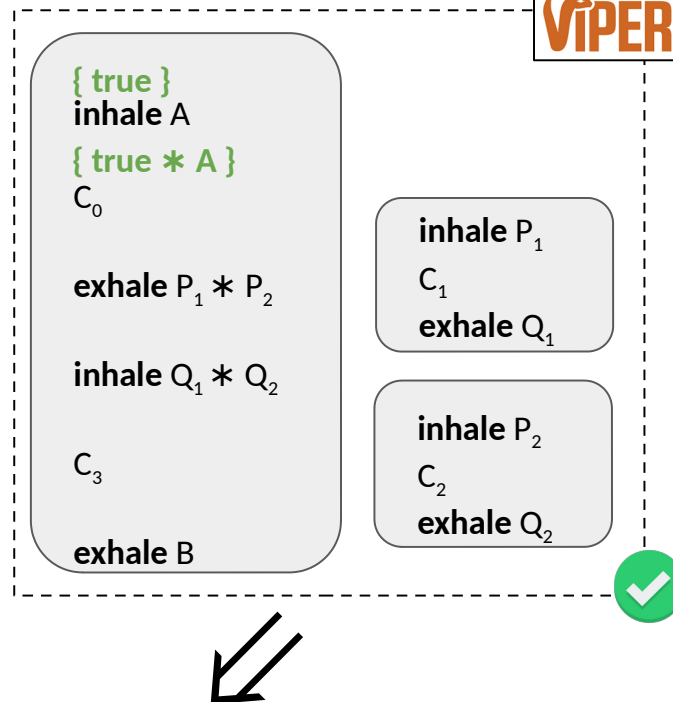 VIPER
{ true }
inhale A
{ true ∗ A }
C₀
exhale P₁ ∗ P₂
inhale Q₁ ∗ Q₂
C₃
exhale B
inhale P₁
C₁
exhale Q₁
inhale P₂
C₂
exhale Q₂